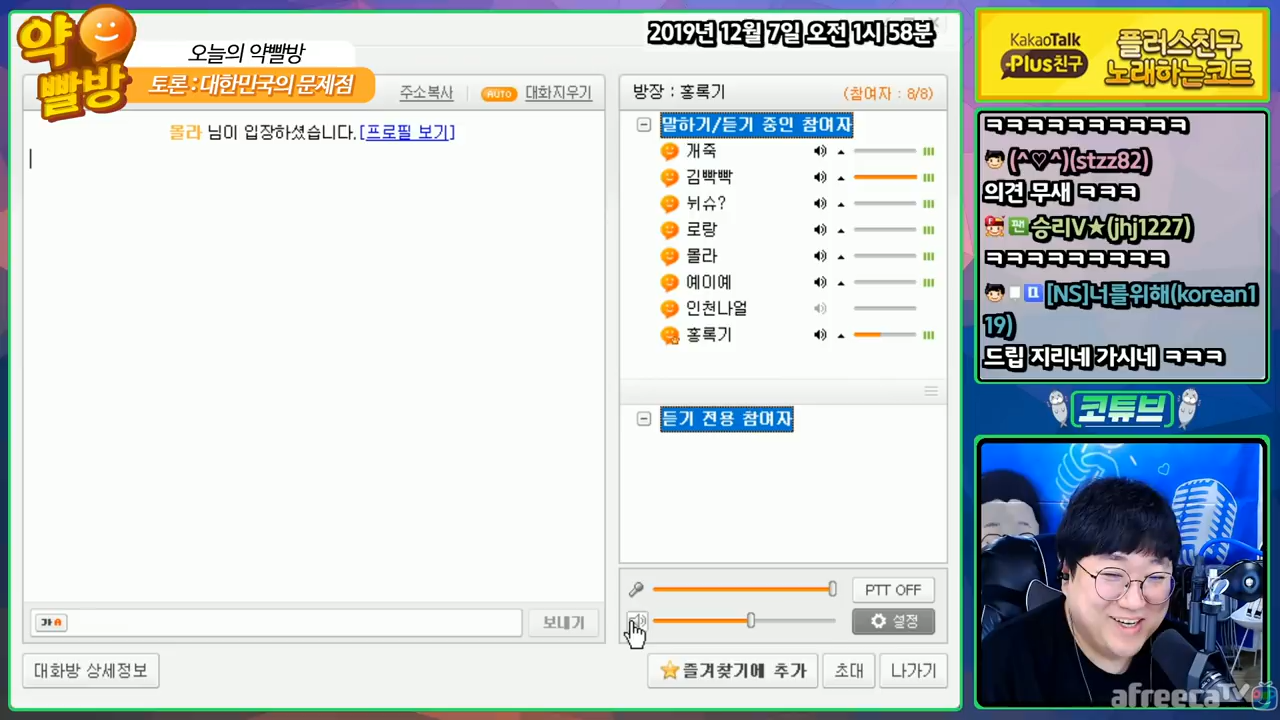 약빨방
오늘의 약빨방
토론 : 대한민국의 문제점
2019년 12월 7일 오전 1시 58분
주소복사
AUTO 대화지우기
몰라 님이 입장하셨습니다.[프로필 보기]
방장 : 홍록기
(참여자 : 8/8)
말하기/듣기 중인 참여자
개죽
김빡빡
뉘슈?
로랑
몰라
예이예
인천나얼
홍록기
듣기 전용 참여자
PTT OFF
설정
가A
보내기
대화방 상세정보
즐겨찾기에 추가
초대
나가기
KakaoTalk
Plus친구
플러스친구
노래하는코트
ㅋㅋㅋㅋㅋㅋㅋㅋㅋㅋ
(^♡^)(stzz82)
의견 무새 ㅋㅋㅋ
팬 승리V★(jhj1227)
ㅋㅋㅋㅋㅋㅋㅋㅋㅋ
[NS]너를위해(korean1
19)
드립 지리네 가시네 ㅋㅋㅋ
코튜브
afreecaTV